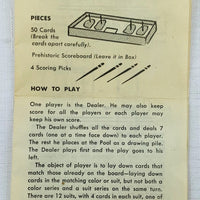 PIECES
50 Cards
(Break the
cards apart carefully).
Prehistoric Scoreboard (Leave it in Box)
4 Scoring Picks
HOW TO PLAY
One player is the Dealer. He may also keep
score for all the players or each player may
keep his own score.
The Dealer shuffles all the cards and deals 7
cards (one at a time face down) to each player.
The rest he places at the Pool as a drawing pile.
The Dealer plays first and the play goes to his
left.
The object of player is to lay down cards that
match those already on the board—laying down
cards in the matching color or suit, but not both a
color series and a suit series on the same turn.
There are 12 suits, with 4 cards in each suit, one of